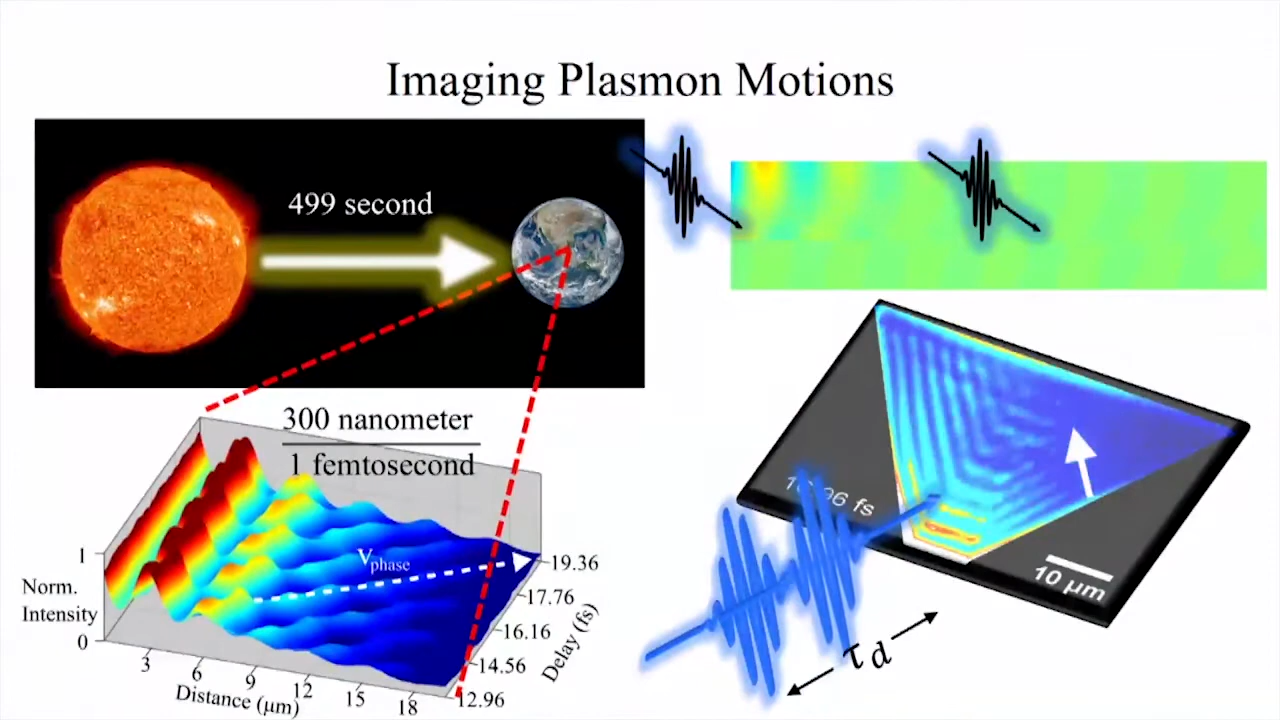 Imaging Plasmon Motions
499 second
300 nanometer
1 femtosecond
Vphase
1
Norm.
Intensity
0
3
6
9
12
15
18
Distance (μm)
19.36
17.76
16.16
14.56
12.96
Delay (fs)
96 fs
10 μm
τd